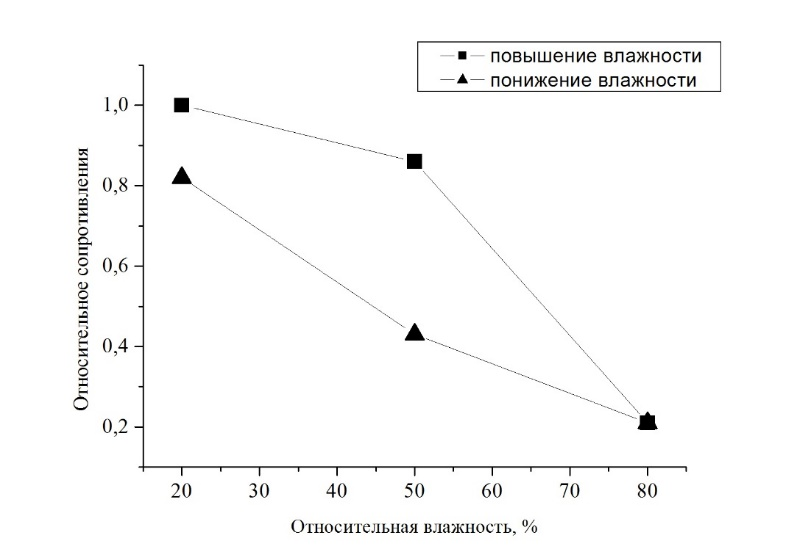 повышение влажности
понижение влажности
1,0
0,8
0,6
0,4
0,2
Относительное сопротивления
20 30 40 50 60 70 80
Относительная влажность, %